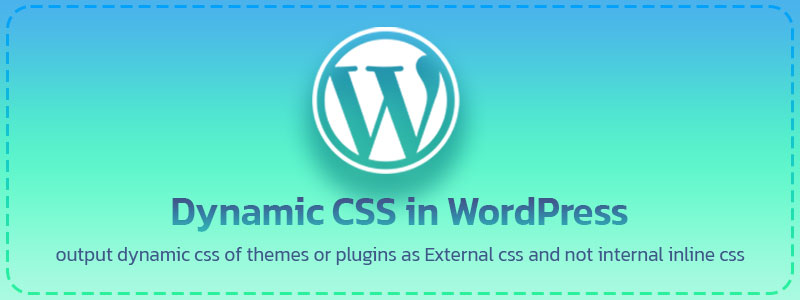 W
Dynamic CSS in WordPress
output dynamic css of themes or plugins as External css and not internal inline css